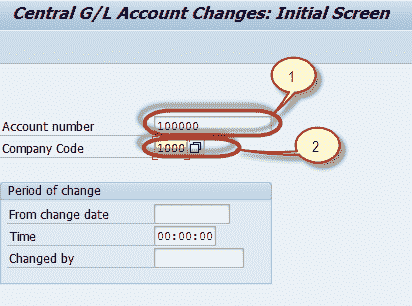 Central G/L Account Changes: Initial Screen
1
Account number 100000
Company Code 1000
2
Period of change
From change date
Time 00:00:00
Changed by